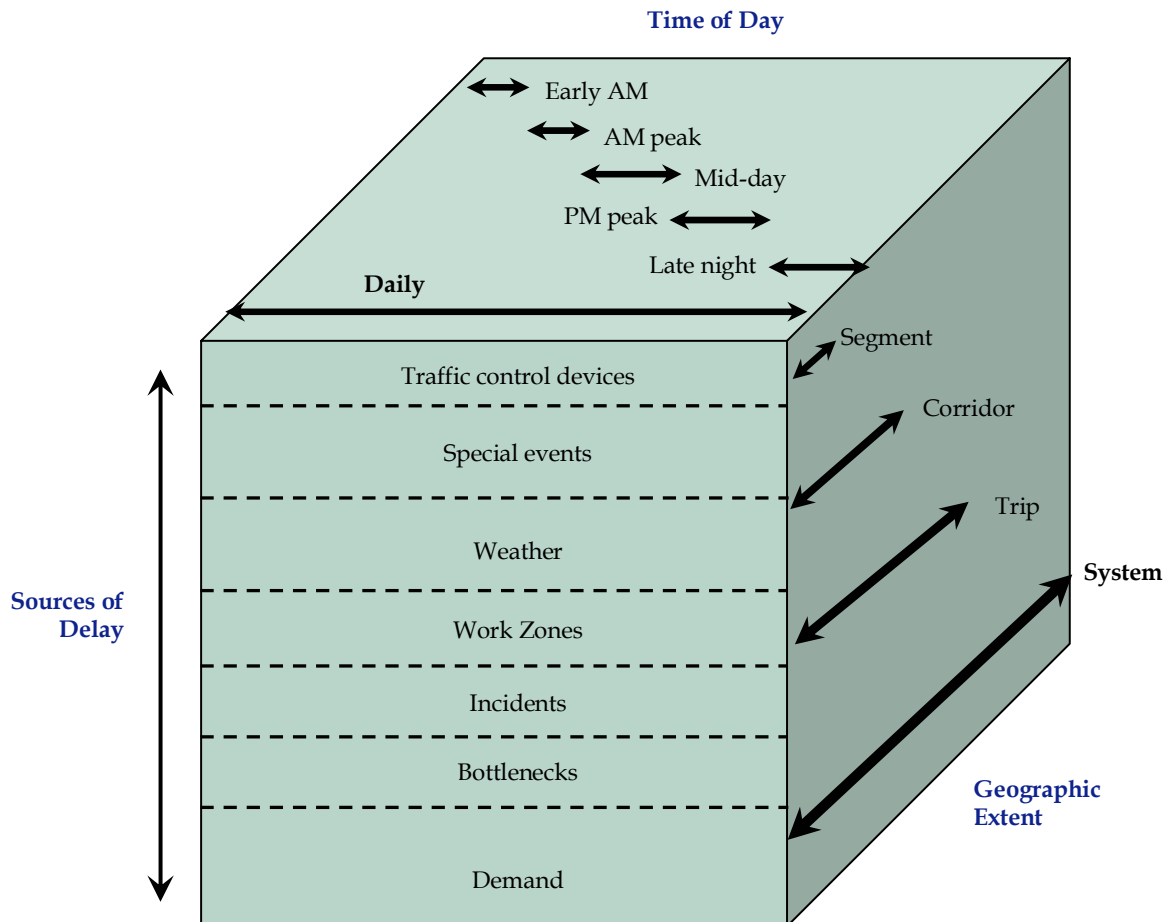 Time of Day
Early AM
AM peak
Mid-day
PM peak
Late night
Daily
Segment
Traffic control devices
Corridor
Special events
Trip
Weather
System
Sources of
Delay
Work Zones
Incidents
Bottlenecks
Geographic
Extent
Demand